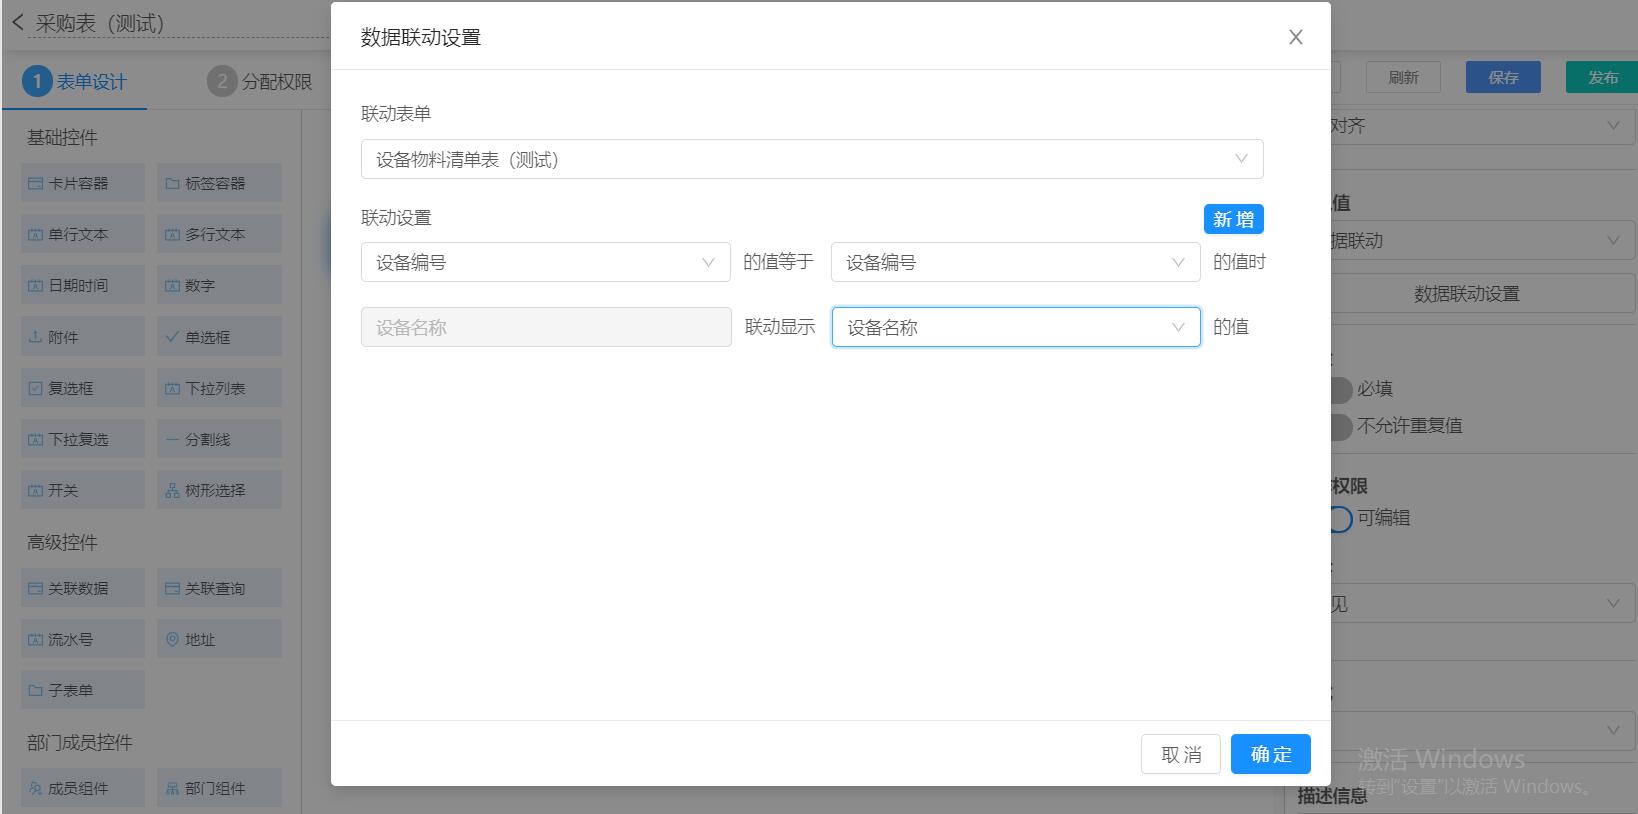 采购表（测试）
1 表单设计
2 分配权限
基础控件
卡片容器
标签容器
单行文本
多行文本
日期时间
数字
附件
单选框
复选框
下拉列表
下拉复选
分割线
开关
树形选择
高级控件
关联数据
关联查询
流水号
地址
子表单
部门成员控件
成员组件
部门组件
数据联动设置
联动表单
设备物料清单表（测试）
联动设置
新 增
设备编号
的值等于
设备编号
的值时
设备名称
联动显示
设备名称
的值
取 消
确 定
刷新
保存
发布
对齐
值
据联动
数据联动设置
必填
不允许重复值
权限
可编辑
见
描述信息
激活 Windows
转到"设置"以激活 Windows。